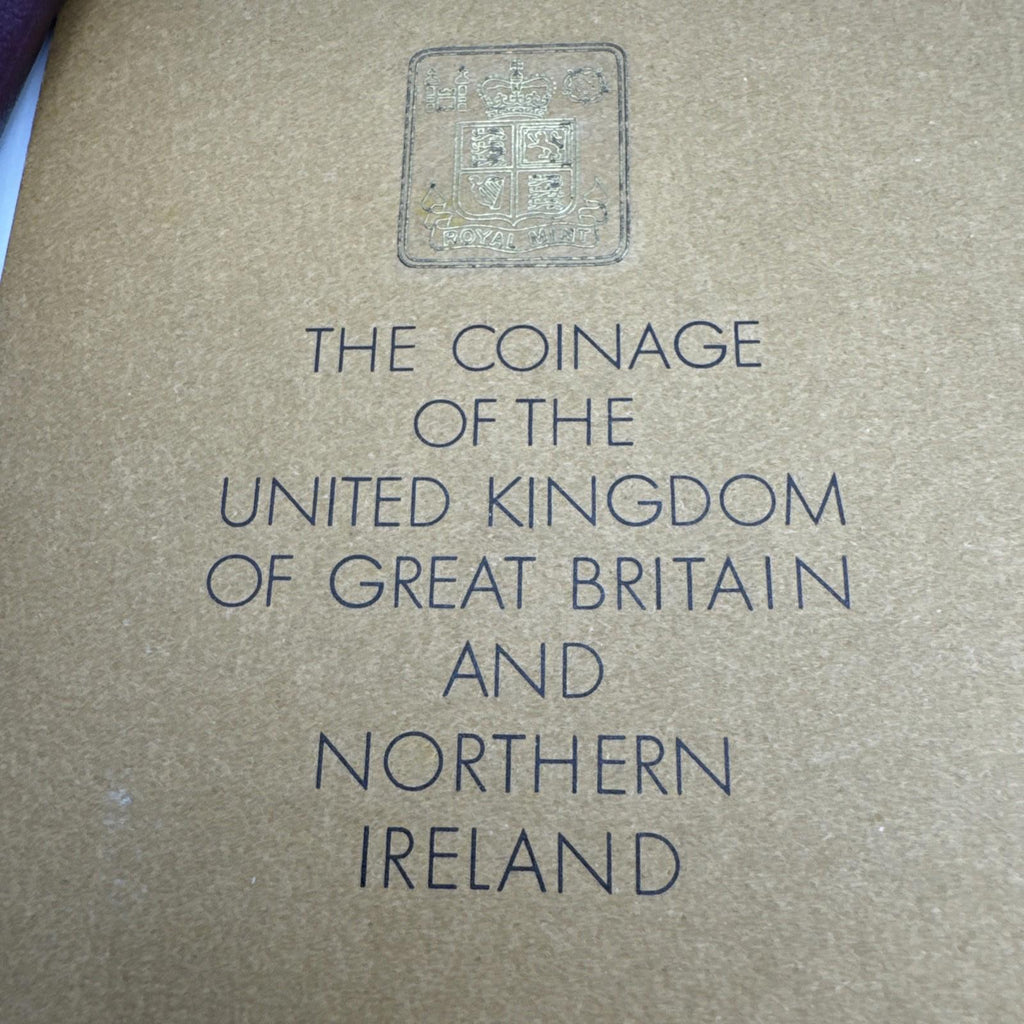 ROYAL MINT
THE COINAGE
OF THE
UNITED KINGDOM
OF GREAT BRITAIN
AND
NORTHERN
IRELAND